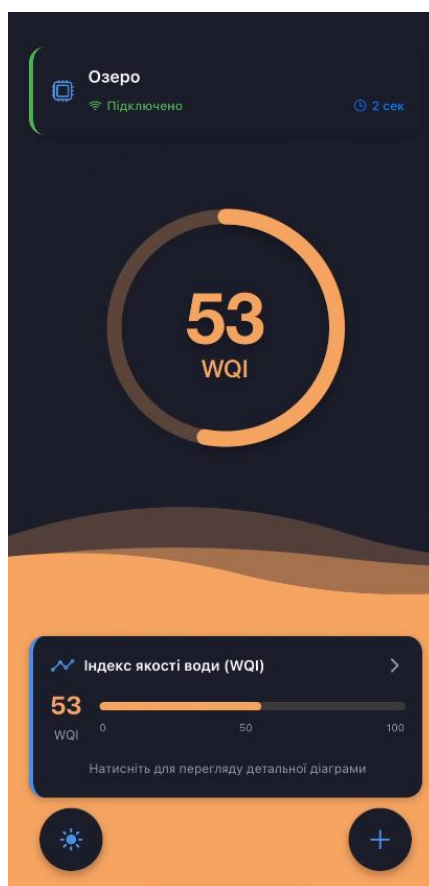 Озеро
Підключено
2 сек
53
WQI
Індекс якості води (WQI)
53
WQI
0 50 100
Натисніть для перегляду детальної діаграми